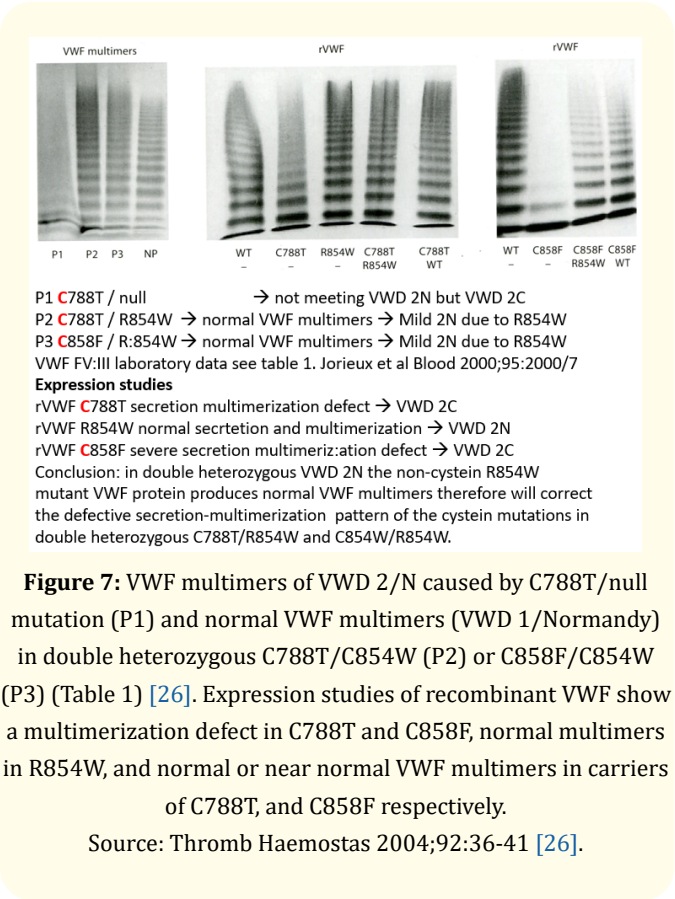 VWF multimers
rVWF
rVWF
P1 P2 P3 NP
WT C788T R854W C788T C788T
– – – R854W WT
WT C858F C858F C858F
– – R854W WT
P1 C788T / null → not meeting VWD 2N but VWD 2C
P2 C788T / R854W → normal VWF multimers → Mild 2N due to R854W
P3 C858F / R:854W → normal VWF multimers → Mild 2N due to R854W
VWF FV:III laboratory data see table 1. Jorieux et al Blood 2000;95:2000/7
Expression studies
rVWF C788T secretion multimerization defect → VWD 2C
rVWF R854W normal secrtetion and multimerization → VWD 2N
rVWF C858F severe secretion multimeriz:ation defect → VWD 2C
Conclusion: in double heterozygous VWD 2N the non-cystein R854W
mutant VWF protein produces normal VWF multimers therefore will correct
the defective secretion-multimerization pattern of the cystein mutations in
double heterozygous C788T/R854W and C854W/R854W.
Figure 7: VWF multimers of VWD 2/N caused by C788T/null
mutation (P1) and normal VWF multimers (VWD 1/Normandy)
in double heterozygous C788T/C854W (P2) or C858F/C854W
(P3) (Table 1) [26]. Expression studies of recombinant VWF show
a multimerization defect in C788T and C858F, normal multimers
in R854W, and normal or near normal VWF multimers in carriers
of C788T, and C858F respectively.
Source: Thromb Haemostas 2004;92:36-41 [26].